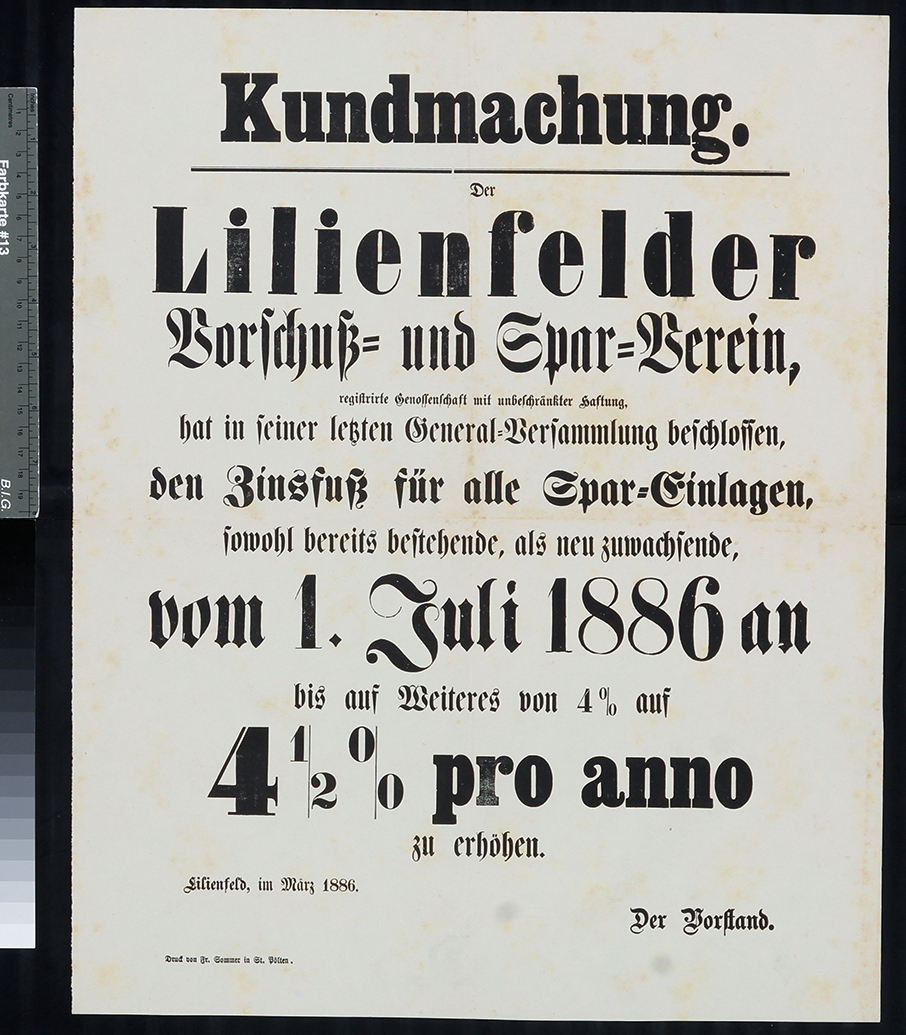 Kundmachung.
Der
Lilienfelder
Vorschuß- und Spar-Verein,
registrirte Genossenschaft mit unbeschränkter Haftung,
hat in seiner letzten General-Versammlung beschlossen,
den Zinsfuß für alle Spar-Einlagen,
sowohl bereits bestehende, als neu zuwachsende,
vom 1. Juli 1886 an
bis auf Weiteres von 4% auf
4 1/2 % pro anno
zu erhöhen.
Lilienfeld, im März 1886.
Der Vorstand.
Druck von Fr. Sommer in St. Pölten.
Farbkarte #13
B.I.G.
Centimetres
Inches